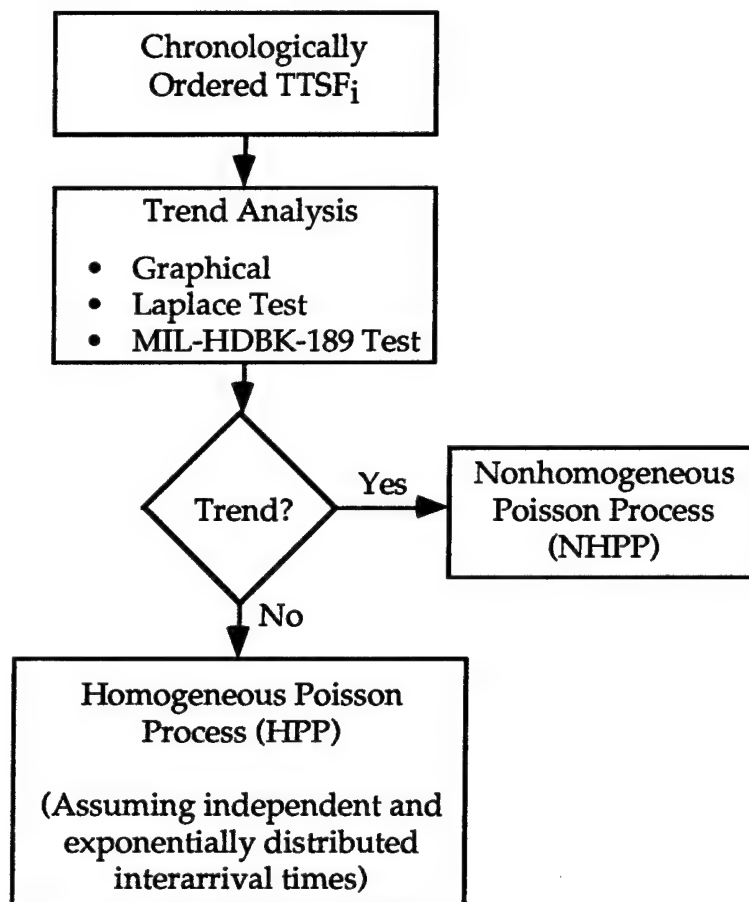 Chronologically
Ordered TTSFi
Trend Analysis
• Graphical
• Laplace Test
• MIL-HDBK-189 Test
Trend?
Yes
Nonhomogeneous
Poisson Process
(NHPP)
No
Homogeneous Poisson
Process (HPP)
(Assuming independent and
exponentially distributed
interarrival times)